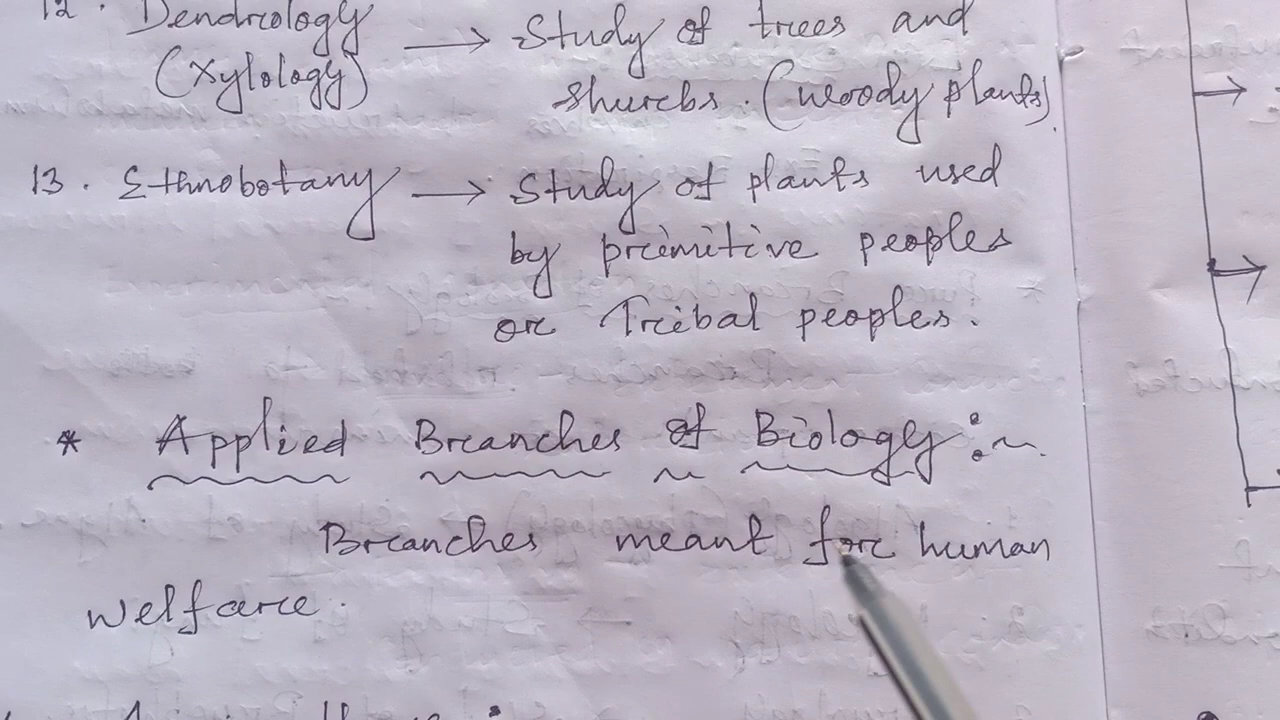 12. Dendrology
(Xylology) → Study of trees and
shurebs. (Woody plants).
13. Ethnobotany → Study of plants used
by primitive peoples
or Tribal peoples.
* Applied Branches of Biology :~
Branches meant for human
welfare.